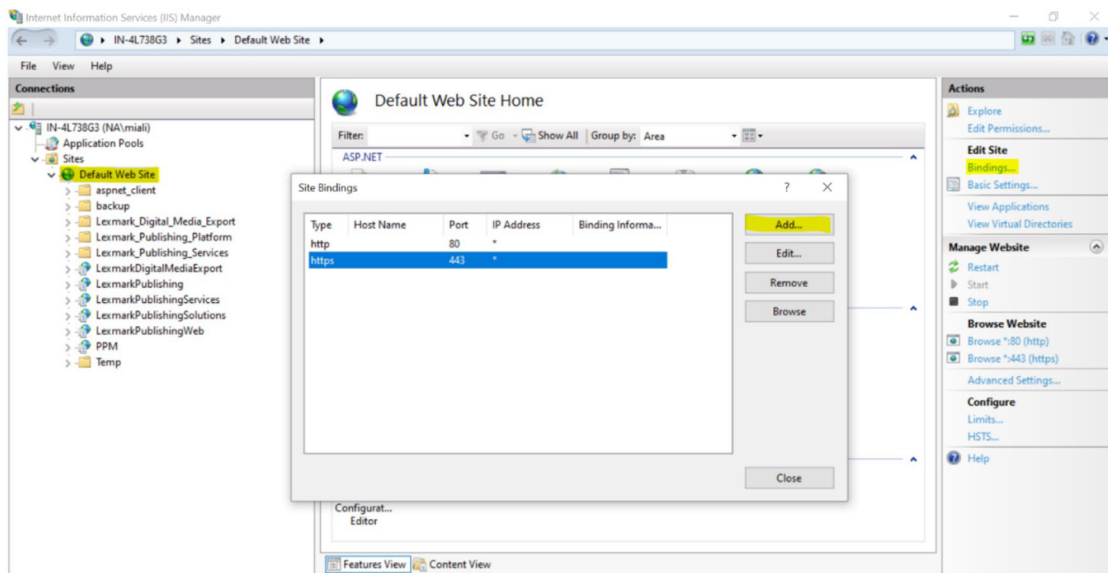 Internet Information Services (IIS) Manager
IN-4L738G3 Sites Default Web Site
File View Help
Connections
IN-4L738G3 (NA\miali)
Application Pools
Sites
Default Web Site
aspnet_client
backup
Lexmark_Digital_Media_Export
Lexmark_Publishing_Platform
Lexmark_Publishing_Services
LexmarkDigitalMediaExport
LexmarkPublishing
LexmarkPublishingServices
LexmarkPublishingSolutions
LexmarkPublishingWeb
PPM
Temp
Default Web Site Home
Filter: Go Show All Group by: Area
ASP.NET
Site Bindings ?
Type Host Name Port IP Address Binding Informa...
http 80 *
https 443 *
Add...
Edit...
Remove
Browse
Close
Configurat...
Editor
Features View Content View
Actions
Explore
Edit Permissions...
Edit Site
Bindings...
Basic Settings...
View Applications
View Virtual Directories
Manage Website
Restart
Start
Stop
Browse Website
Browse *:80 (http)
Browse *:443 (https)
Advanced Settings...
Configure
Limits...
HSTS...
Help